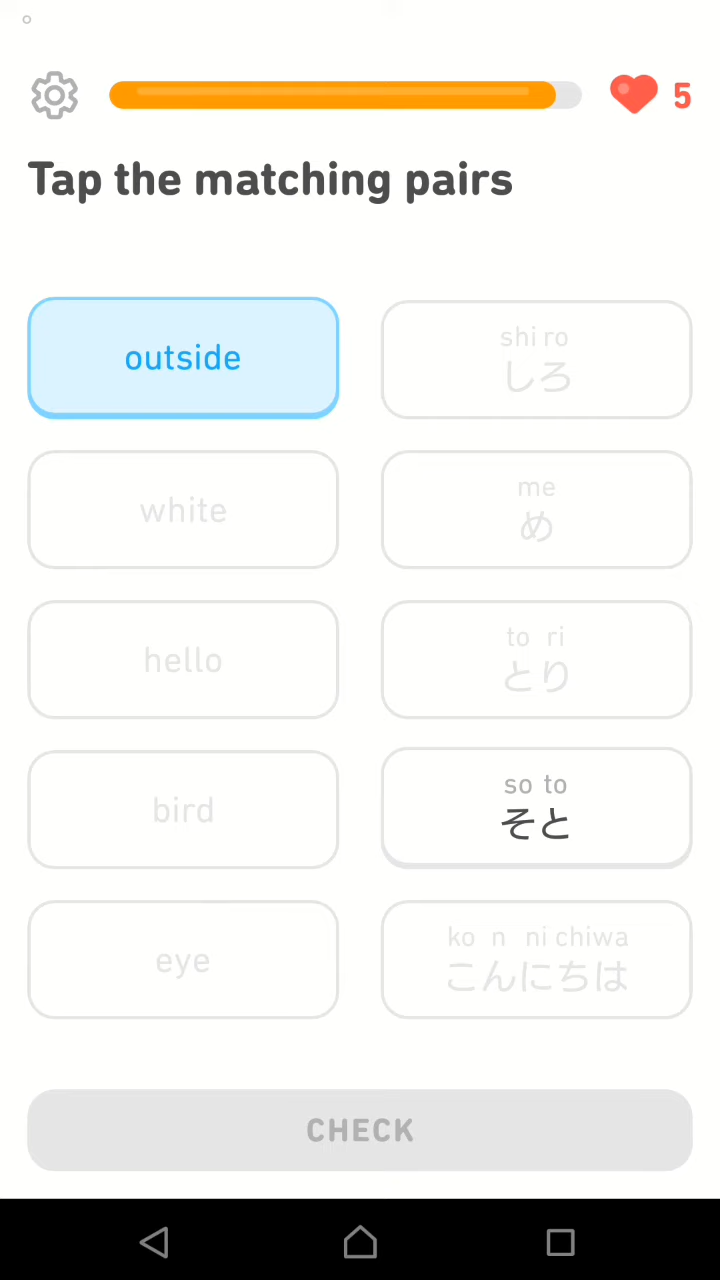 5
Tap the matching pairs
outside
shi ro
しろ
white
me
め
hello
to ri
とり
bird
so to
そと
eye
ko n ni chiwa
こんにちは
CHECK